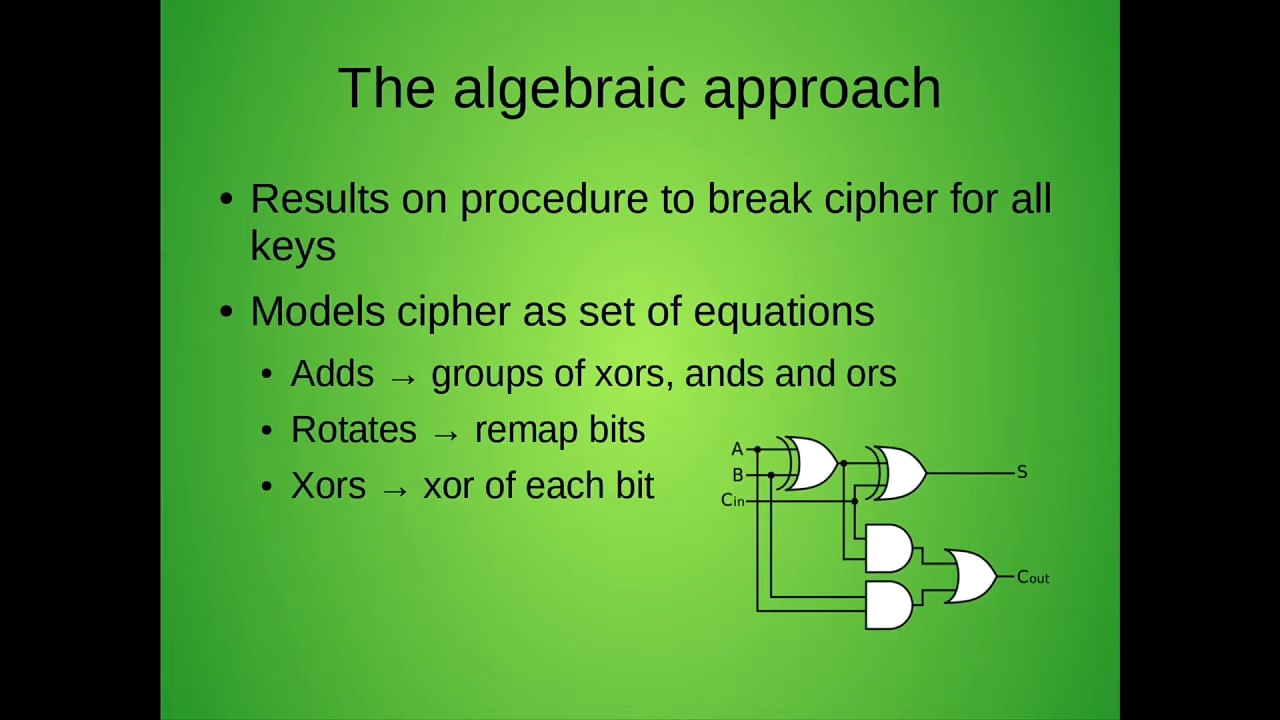 The algebraic approach
• Results on procedure to break cipher for all
keys
• Models cipher as set of equations
• Adds → groups of xors, ands and ors
• Rotates → remap bits
• Xors → xor of each bit
A
B
Cin
S
Cout